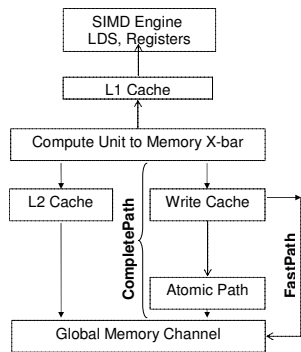 SIMD Engine
LDS, Registers
L1 Cache
Compute Unit to Memory X-bar
L2 Cache
CompletePath
Write Cache
FastPath
Atomic Path
Global Memory Channel